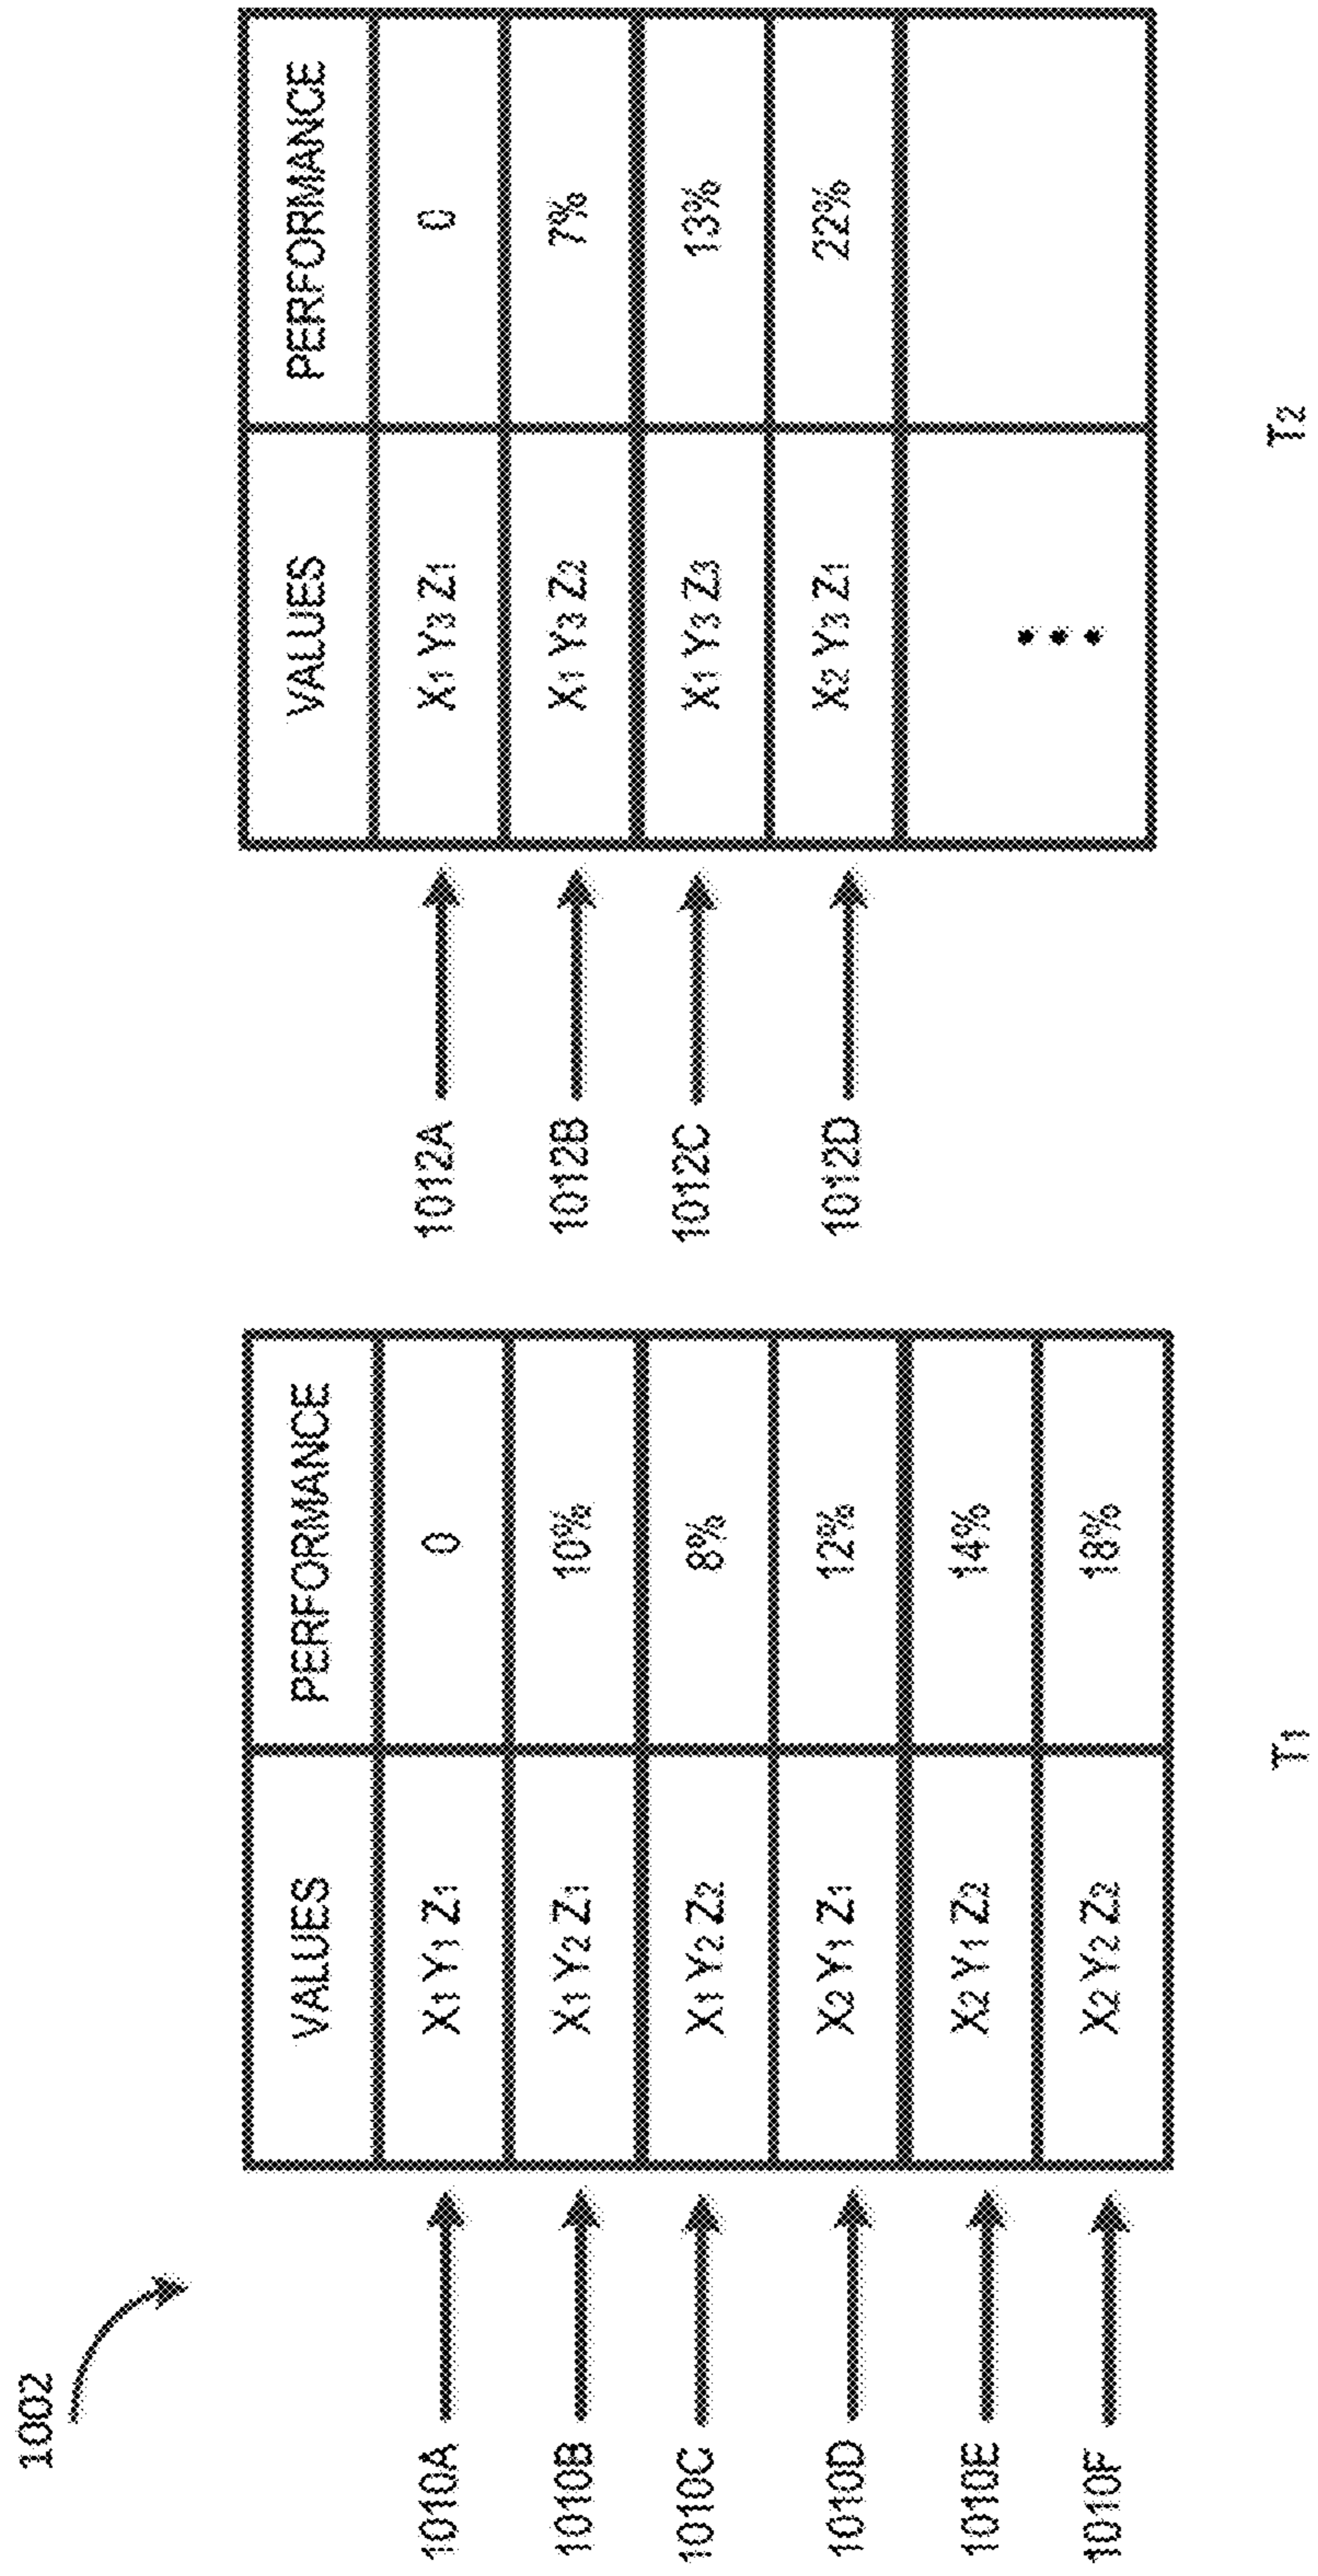 1002
VALUES PERFORMANCE
1010A X1 Y1 Z1 0
1010B X1 Y2 Z1 10%
1010C X1 Y2 Z2 8%
1010D X2 Y1 Z1 12%
1010E X2 Y1 Z2 14%
1010F X2 Y2 Z2 18%
T1
VALUES PERFORMANCE
1012A X1 Y3 Z1 0
1012B X1 Y3 Z2 7%
1012C X1 Y3 Z3 13%
1012D X2 Y3 Z1 22%
T2